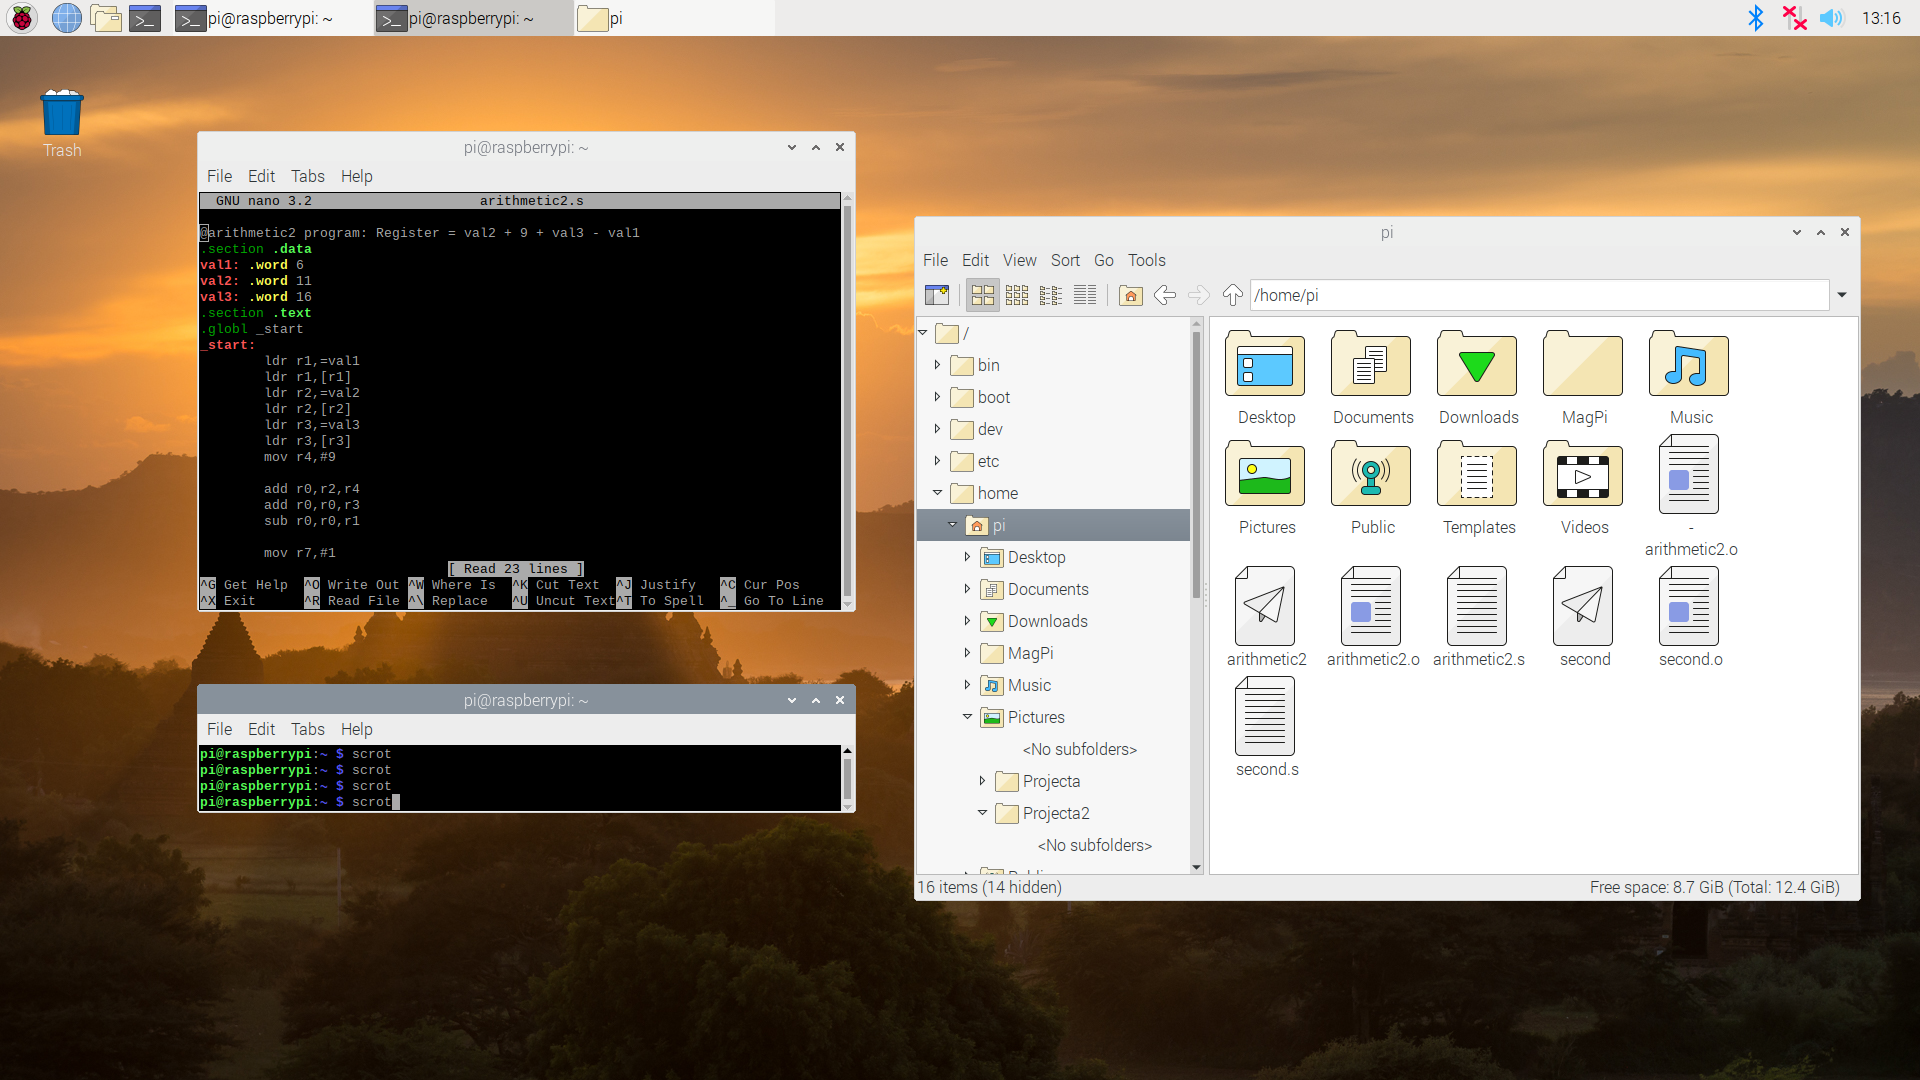 pi@raspberrypi: ~
pi@raspberrypi: ~
pi
13:16
Trash
pi@raspberrypi: ~
File Edit Tabs Help
GNU nano 3.2 arithmetic2.s
@arithmetic2 program: Register = val2 + 9 + val3 - val1
.section .data
val1: .word 6
val2: .word 11
val3: .word 16
.section .text
.globl _start
_start:
ldr r1,=val1
ldr r1,[r1]
ldr r2,=val2
ldr r2,[r2]
ldr r3,=val3
ldr r3,[r3]
mov r4,#9
add r0,r2,r4
add r0,r0,r3
sub r0,r0,r1
mov r7,#1
[ Read 23 lines ]
^G Get Help ^O Write Out ^W Where Is ^K Cut Text ^J Justify ^C Cur Pos
^X Exit ^R Read File ^\ Replace ^U Uncut Text ^T To Spell ^_ Go To Line
pi@raspberrypi: ~
File Edit Tabs Help
pi@raspberrypi:~ $ scrot
pi@raspberrypi:~ $ scrot
pi@raspberrypi:~ $ scrot
pi@raspberrypi:~ $ scrot
pi
File Edit View Sort Go Tools
/home/pi
/
bin
boot
dev
etc
home
pi
Desktop
Documents
Downloads
MagPi
Music
Pictures
<No subfolders>
Projecta
Projecta2
<No subfolders>
Desktop Documents Downloads MagPi Music
Pictures Public Templates Videos -
arithmetic2.o
arithmetic2 arithmetic2.o arithmetic2.s second second.o
second.s
16 items (14 hidden)
Free space: 8.7 GiB (Total: 12.4 GiB)